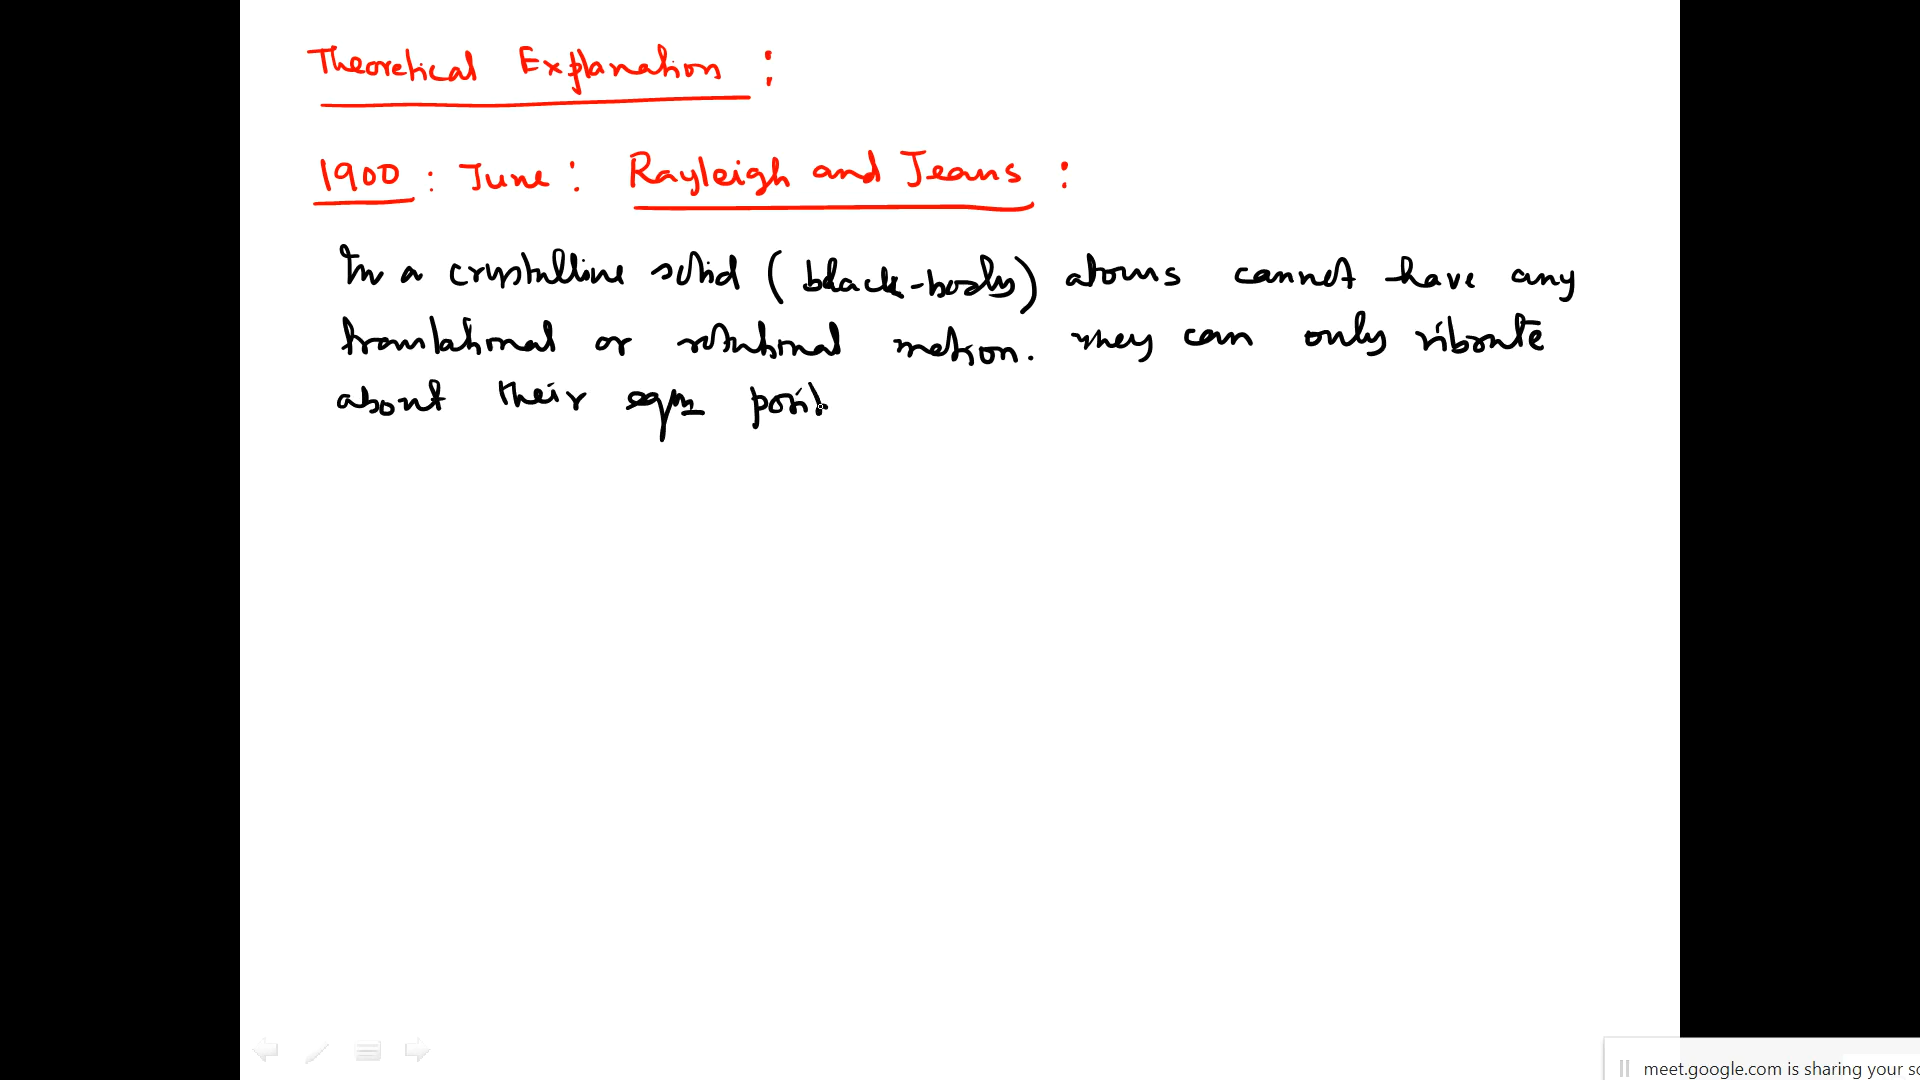 Theoretical Explanation :
1900 : June : Rayleigh and Jeans :
In a crystalline solid ( black-body ) atoms cannot have any
translational or rotational motion. They can only vibrate
about their eqm posit
meet.google.com is sharing your sc